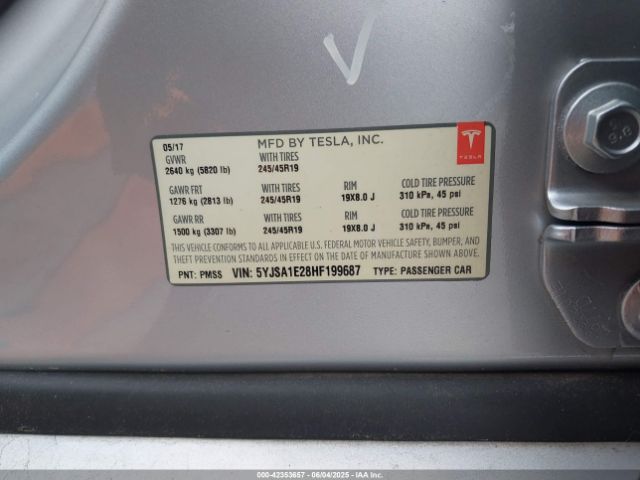 V
05/17 MFD BY TESLA, INC.
GVWR WITH TIRES
2640 kg (5820 lb) 245/45R19
TESLA
GAWR FRT WITH TIRES RIM COLD TIRE PRESSURE
1276 kg (2813 lb) 245/45R19 19X8.0 J 310 kPa, 45 psi
GAWR RR WITH TIRES RIM COLD TIRE PRESSURE
1500 kg (3307 lb) 245/45R19 19X8.0 J 310 kPa, 45 psi
THIS VEHICLE CONFORMS TO ALL APPLICABLE U.S. FEDERAL MOTOR VEHICLE SAFETY, BUMPER, AND
THEFT PREVENTION STANDARDS IN EFFECT ON THE DATE OF MANUFACTURE SHOWN ABOVE.
PNT: PMSS VIN: 5YJSA1E28HF199687 TYPE: PASSENGER CAR
00-42353657 - 06/04/2025 - IAAI.COM